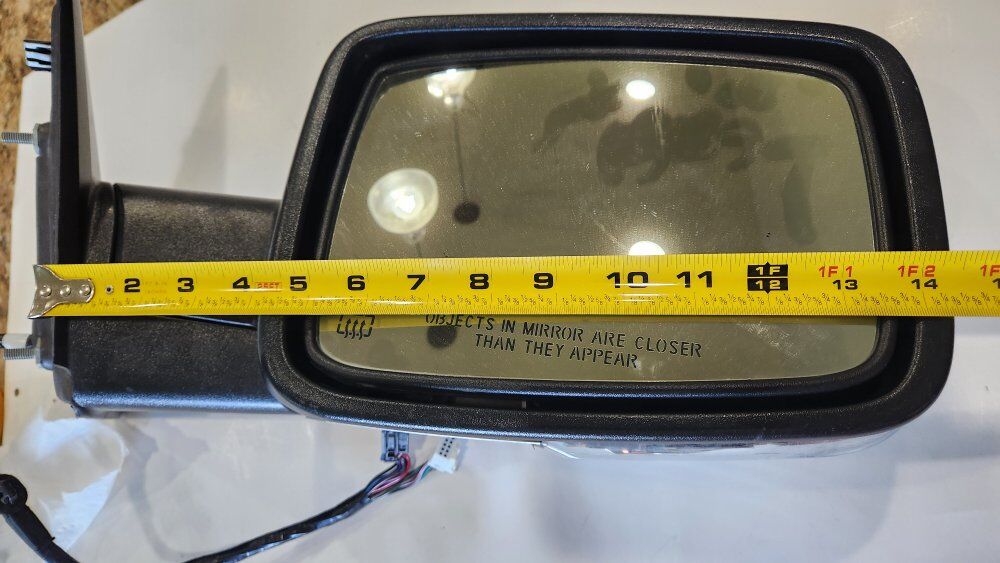 1F 1F 1 1F 2 1F
2 3 4 5 6 7 8 9 10 11 12 13 14
OBJECTS IN MIRROR ARE CLOSER
THAN THEY APPEAR